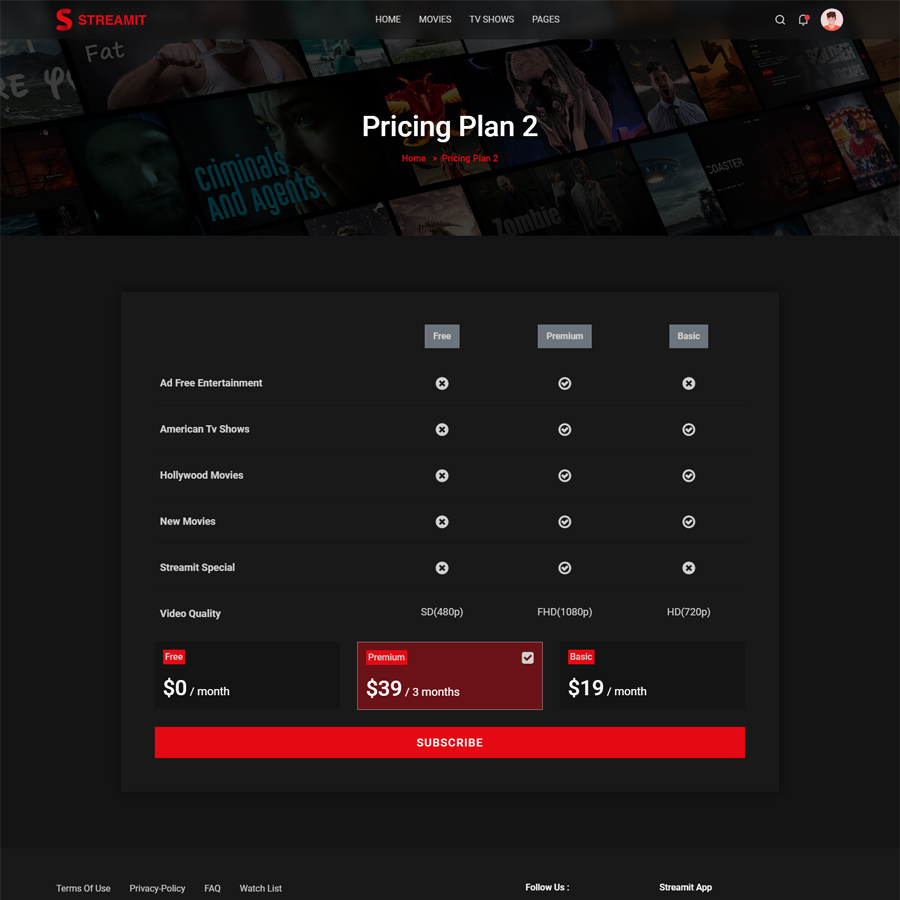 STREAMIT
HOME MOVIES TV SHOWS PAGES
Fat
Criminals
And Agents
COASTER
Zombie
Pricing Plan 2
Home > Pricing Plan 2
Free Premium Basic
Ad Free Entertainment
American Tv Shows
Hollywood Movies
New Movies
Streamit Special
Video Quality SD(480p) FHD(1080p) HD(720p)
Free Premium Basic
$0 / month $39 / 3 months $19 / month
SUBSCRIBE
Terms Of Use Privacy-Policy FAQ Watch List Follow Us : Streamit App